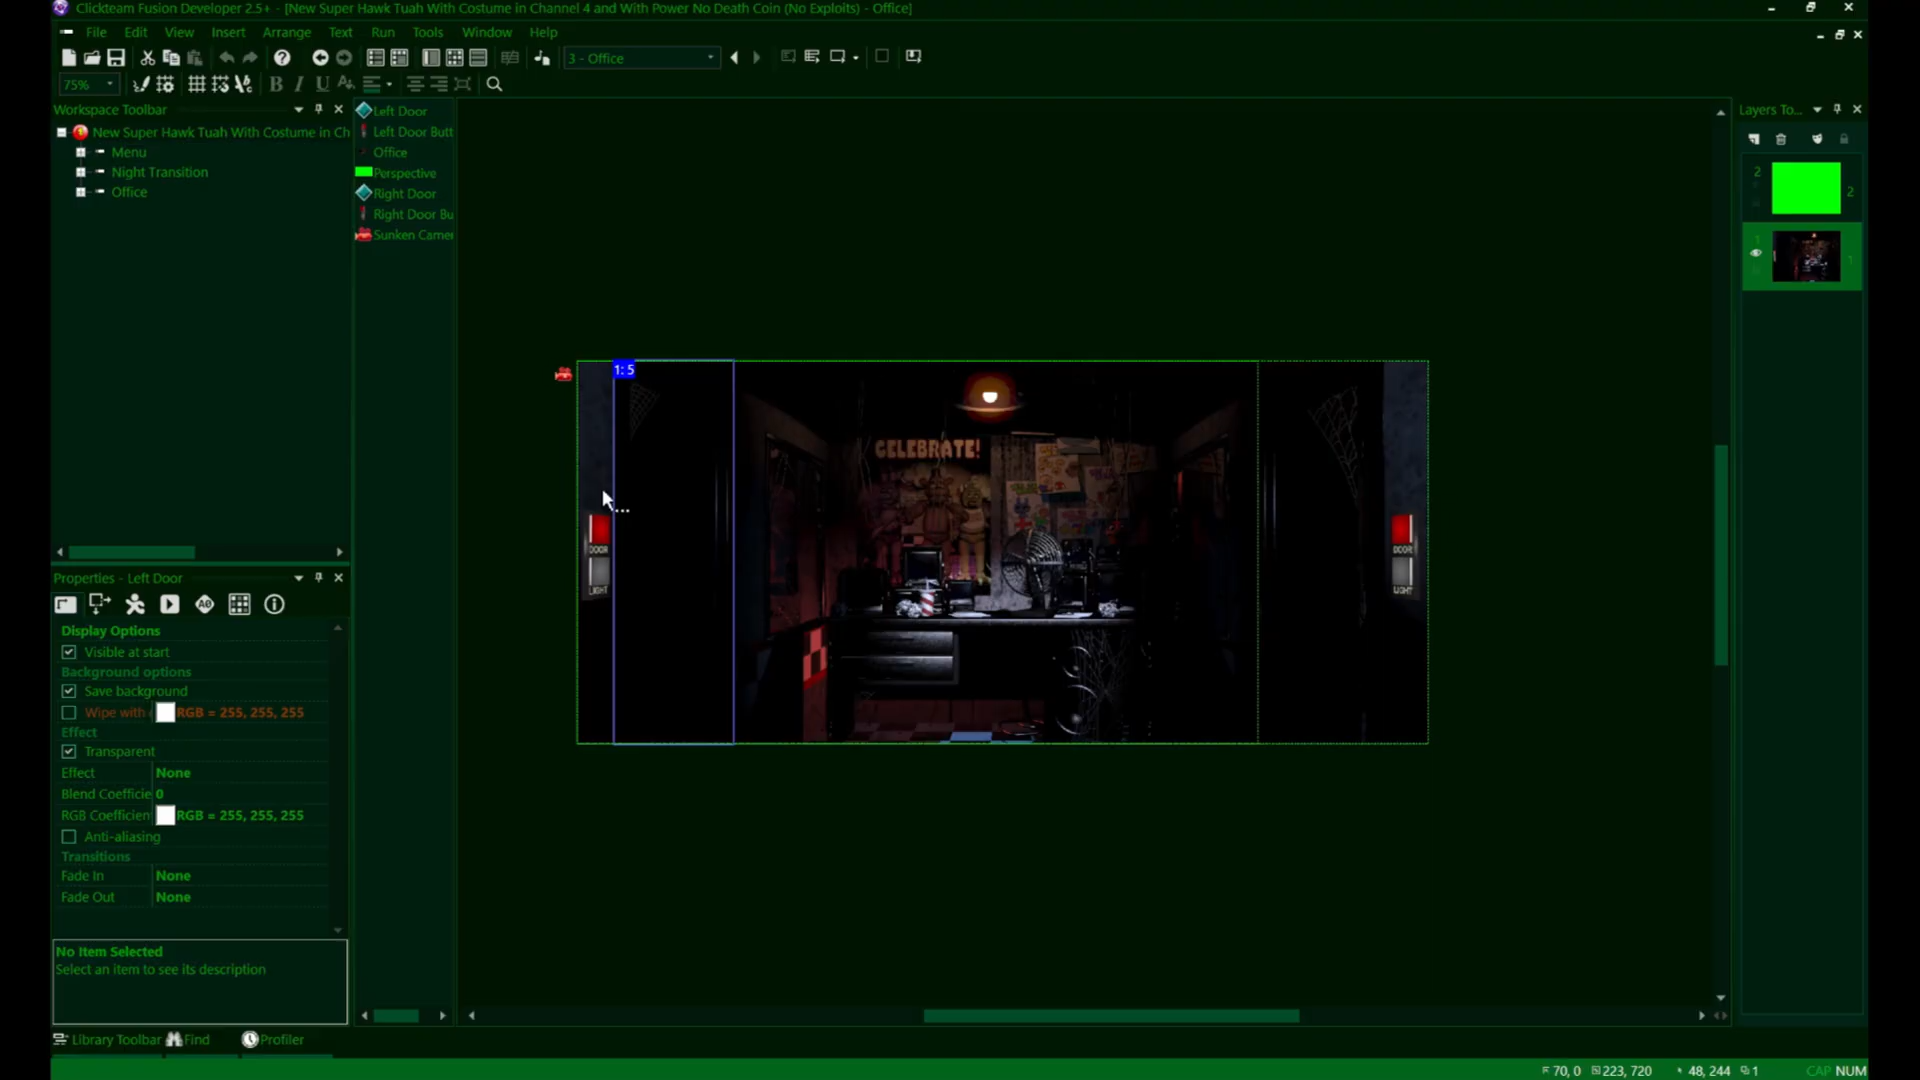 Clickteam Fusion Developer 2.5+ - [New Super Hawk Tuah With Costume in Channel 4 and With Power No Death Coin (No Exploits) - Office]
File Edit View Insert Arrange Text Run Tools Window Help
3 - Office
75%
B I U
Workspace Toolbar
New Super Hawk Tuah With Costume in Ch
Menu
Night Transition
Office
Left Door
Left Door Butt
Office
Perspective
Right Door
Right Door Bu
Sunken Camer
Layers To...
2
2
1
1
1: 5
CELEBRATE!
DOOR
LIGHT
DOOR
LIGHT
Properties - Left Door
Display Options
Visible at start
Background options
Save background
Wipe with RGB = 255, 255, 255
Effect
Transparent
Effect None
Blend Coefficie 0
RGB Coefficien RGB = 255, 255, 255
Anti-aliasing
Transitions
Fade In None
Fade Out None
No Item Selected
Select an item to see its description
Library Toolbar Find Profiler
70, 0 223, 720 48, 244 1 CAP NUM